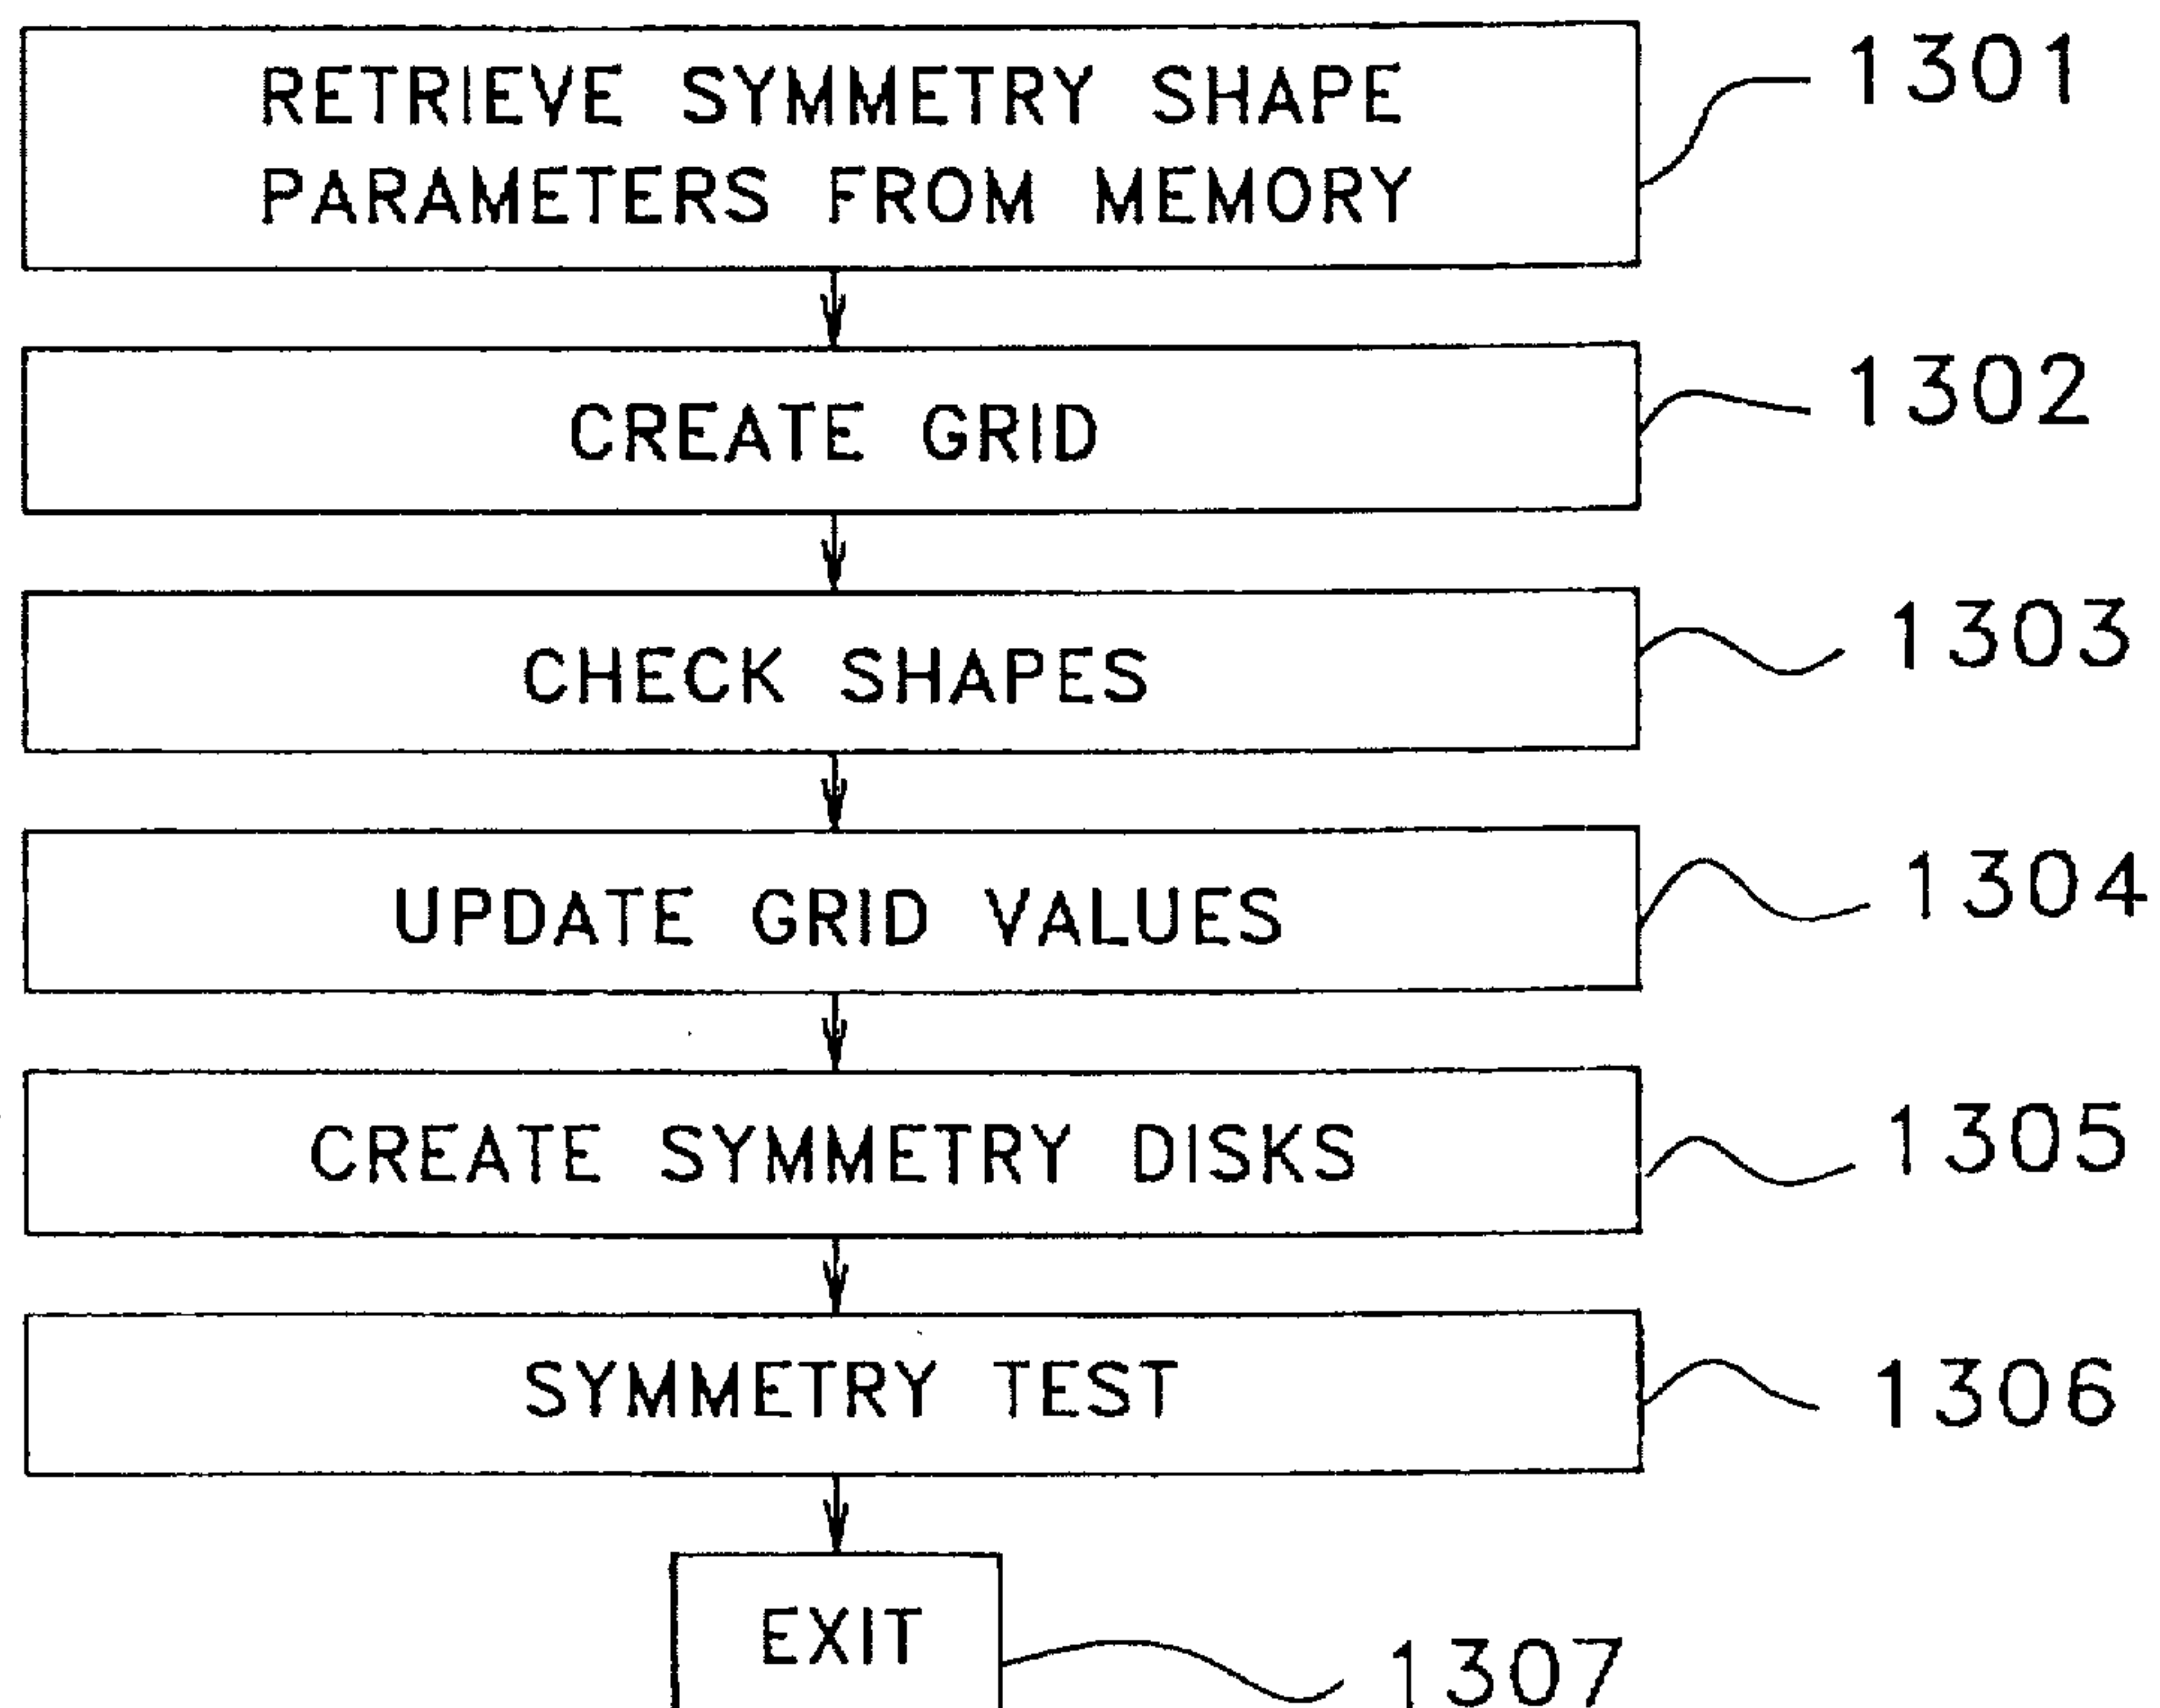 RETRIEVE SYMMETRY SHAPE
PARAMETERS FROM MEMORY
1301
CREATE GRID
1302
CHECK SHAPES
1303
UPDATE GRID VALUES
1304
CREATE SYMMETRY DISKS
1305
SYMMETRY TEST
1306
EXIT
1307